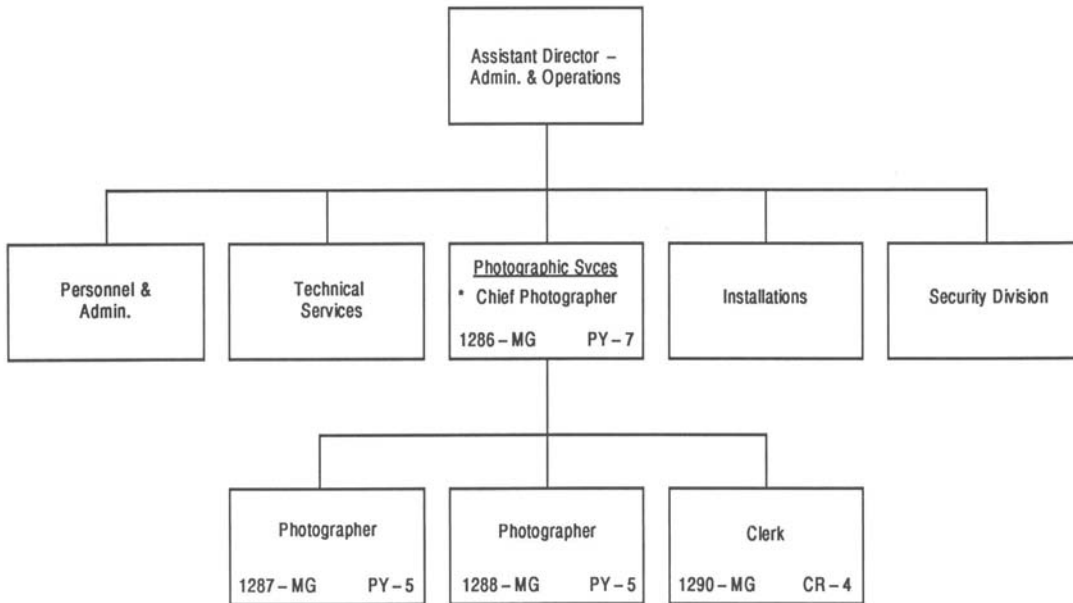 Assistant Director –
Admin. & Operations
Personnel &
Admin.
Technical
Services
Photographic Svces
* Chief Photographer
1286 – MG PY – 7
Installations
Security Division
Photographer
1287 – MG PY – 5
Photographer
1288 – MG PY – 5
Clerk
1290 – MG CR – 4